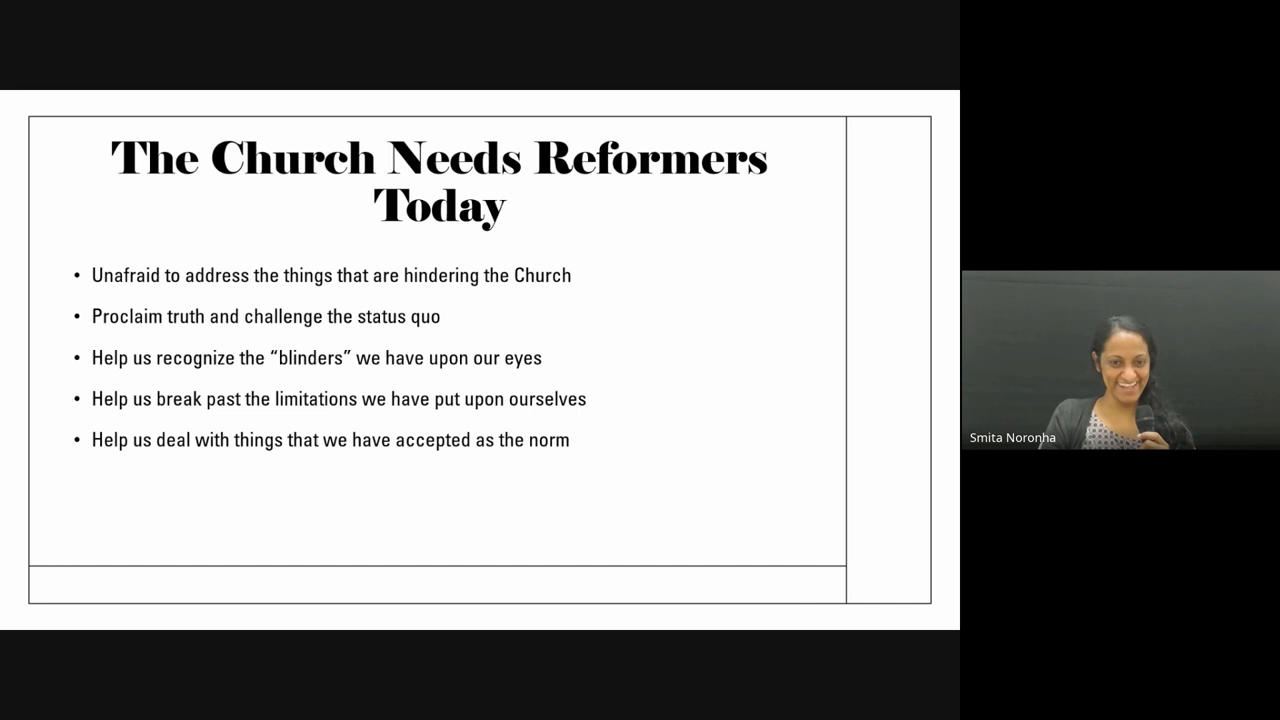 The Church Needs Reformers
Today
• Unafraid to address the things that are hindering the Church
• Proclaim truth and challenge the status quo
• Help us recognize the “blinders” we have upon our eyes
• Help us break past the limitations we have put upon ourselves
• Help us deal with things that we have accepted as the norm
Smita Noronha